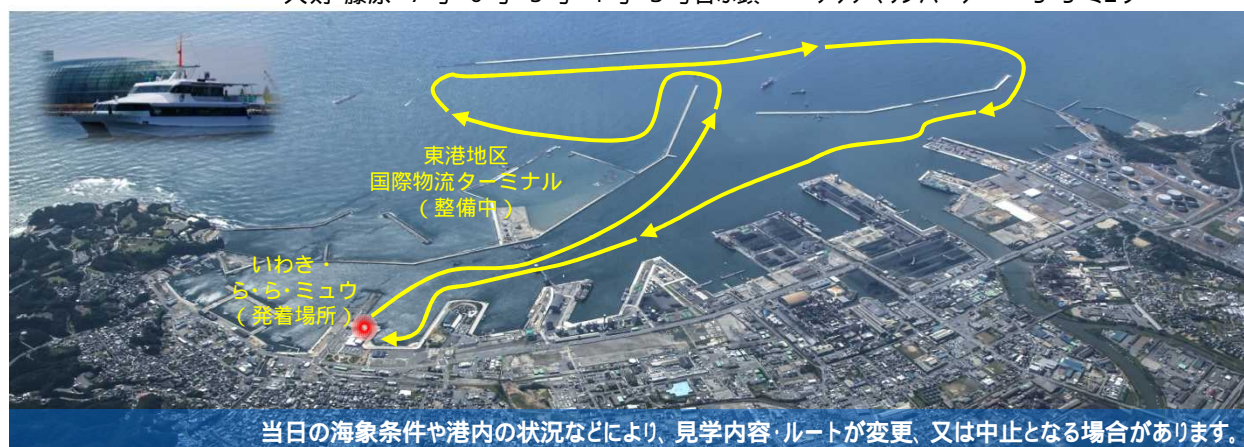 東港地区
国際物流ターミナル
(整備中)
いわき・
ら・ら・ミュウ
(発着場所)
当日の海象条件や港内の状況などにより、見学内容・ルートが変更、又は中止となる場合があります。